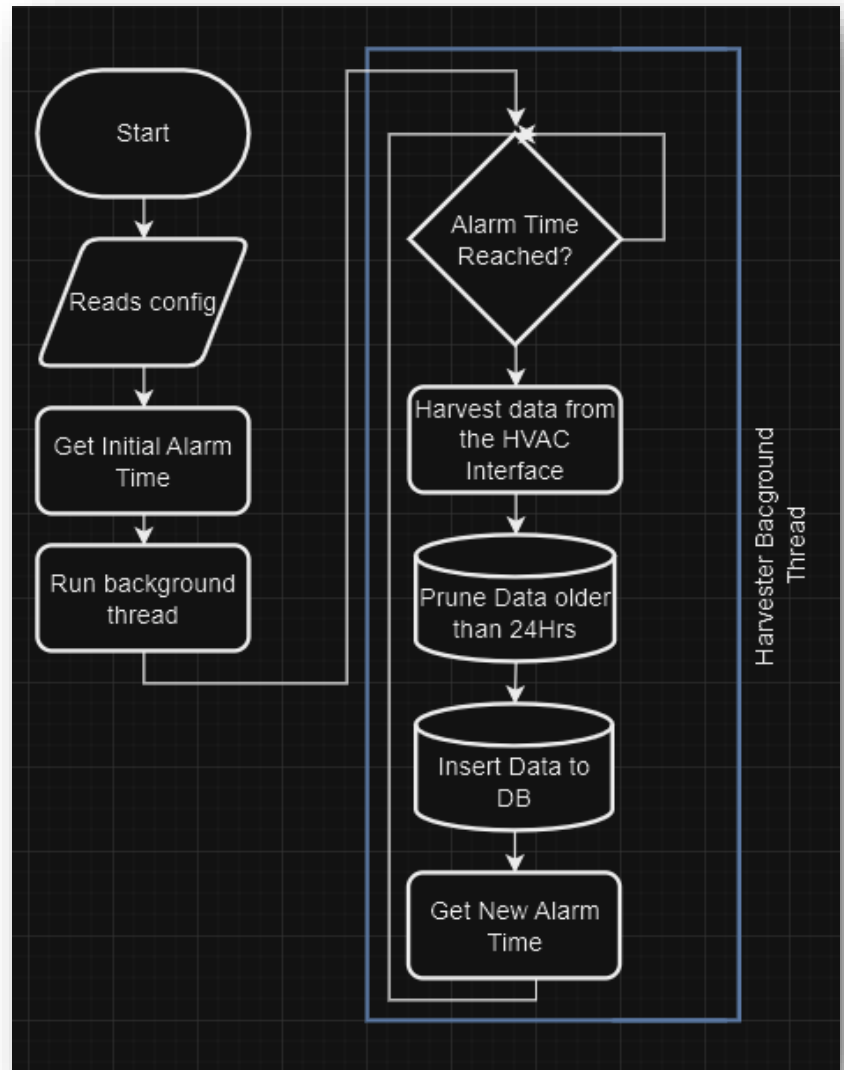 Start
Reads config
Get Initial Alarm
Time
Run background
thread
Alarm Time
Reached?
Harvest data from
the HVAC
Interface
Prune Data older
than 24Hrs
Insert Data to
DB
Get New Alarm
Time
Harvester Bacground
Thread